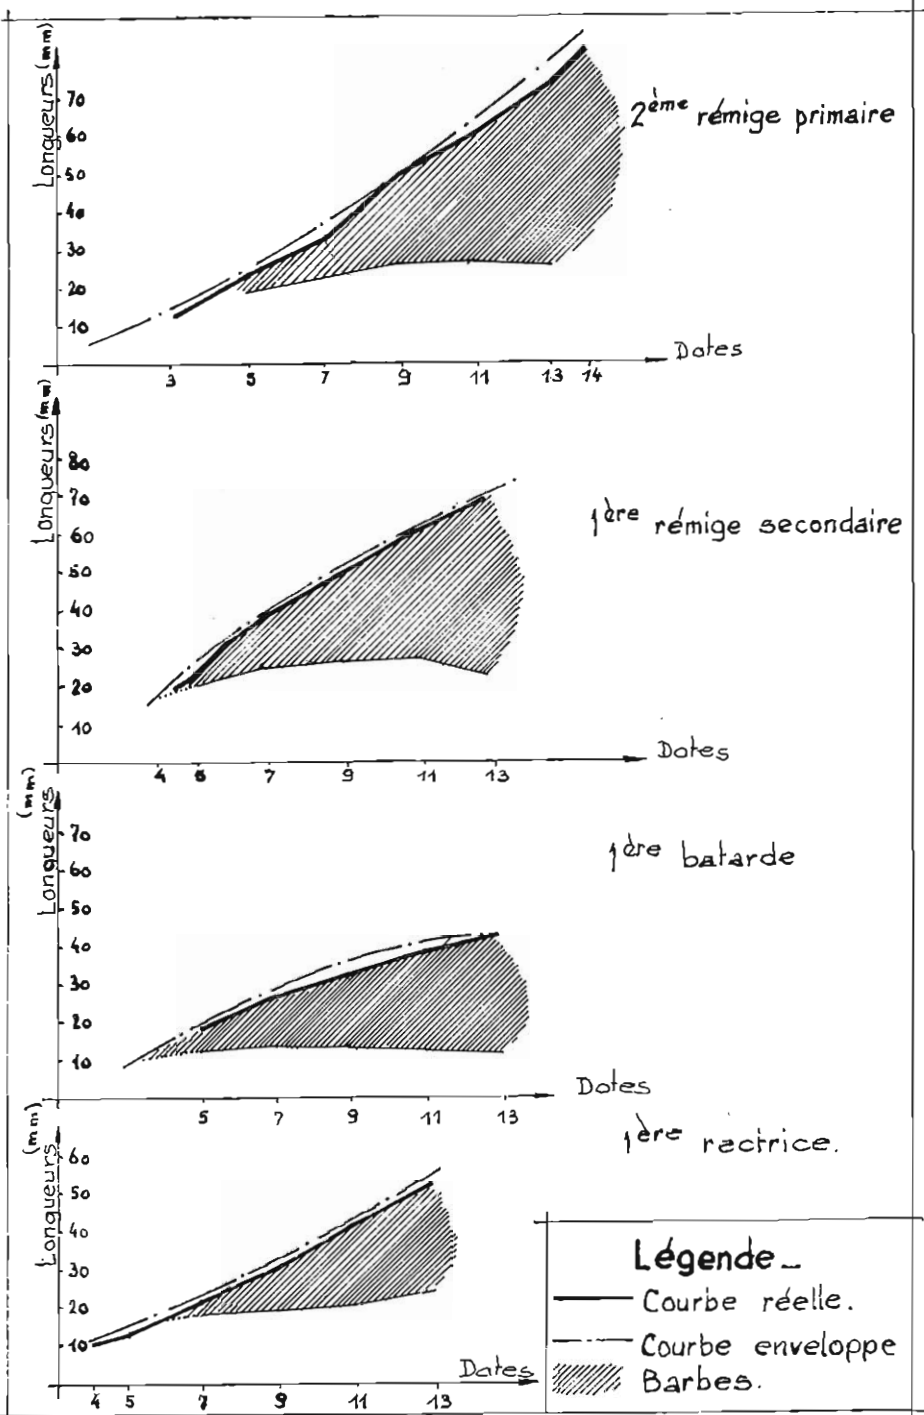 Longueurs (mm)
70
60
50
40
30
20
10
2ème rémige primaire
Dates
3 5 7 9 11 13 14
Longueurs (mm)
80
70
60
50
40
30
20
10
1ère rémige secondaire
Dates
4 5 7 9 11 13
Longueurs (mm)
70
60
50
40
30
20
10
1ère batarde
Dates
5 7 9 11 13
Longueurs (mm)
60
50
40
30
20
10
1ère rectrice.
Dates
4 5 7 9 11 13
Légende_
Courbe réelle.
Courbe enveloppe
Barbes.